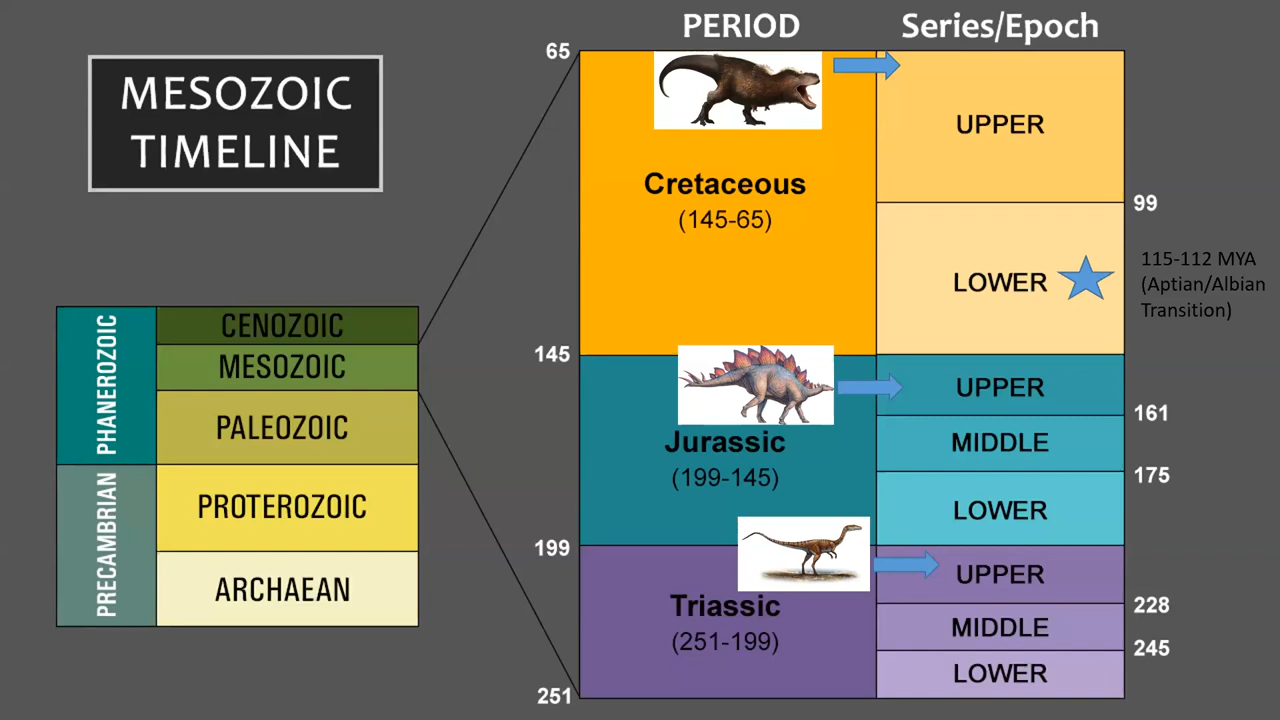 MESOZOIC
TIMELINE
PERIOD
Series/Epoch
65
Cretaceous
(145-65)
UPPER
99
LOWER
115-112 MYA
(Aptian/Albian
Transition)
145
Jurassic
(199-145)
UPPER
161
MIDDLE
175
LOWER
199
Triassic
(251-199)
UPPER
228
MIDDLE
245
LOWER
251
PHANEROZOIC
CENOZOIC
MESOZOIC
PALEOZOIC
PRECAMBRIAN
PROTEROZOIC
ARCHAEAN